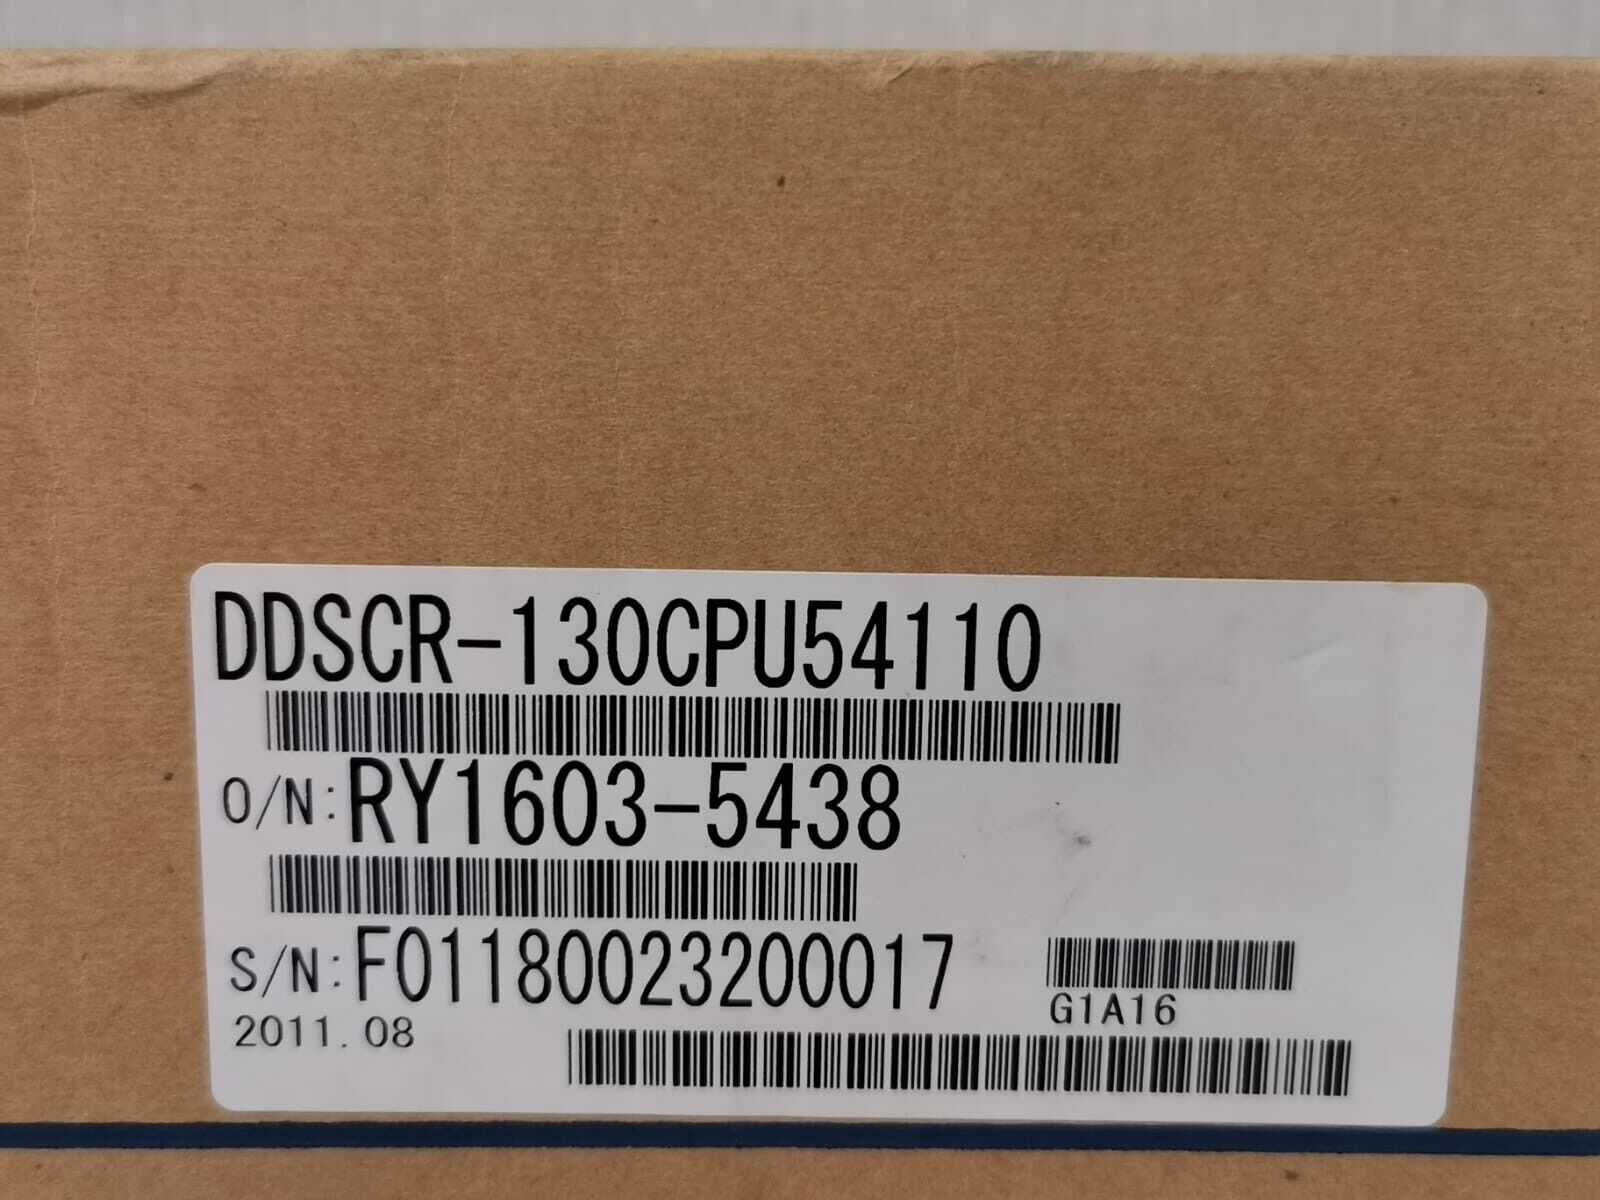 DDSCR-130CPU54110
O/N:RY1603-5438
S/N:F01180023200017
G1A16
2011.08